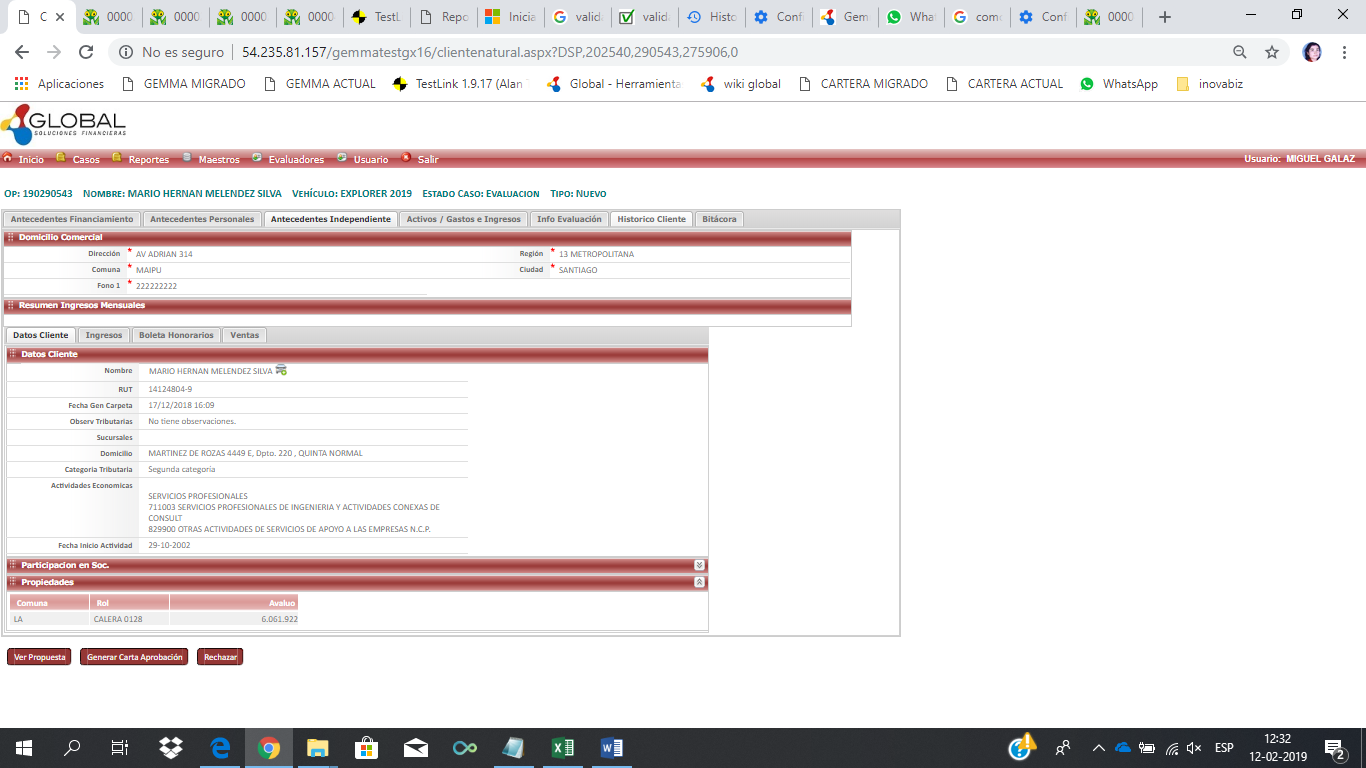 C
0000
0000
0000
0000
TestL
Repo
Inicia
valida
valida
Histo
Confi
Gem
What
como
Conf
0000
No es seguro
54.235.81.157/gemmatestgx16/clientenatural.aspx?DSP,202540,290543,275906,0
Aplicaciones
GEMMA MIGRADO
GEMMA ACTUAL
TestLink 1.9.17 (Alan
Global - Herramienta
wiki global
CARTERA MIGRADO
CARTERA ACTUAL
WhatsApp
inovabiz
GLOBAL
SOLUCIONES FINANCIERAS
Inicio Casos Reportes Maestros Evaluadores Usuario Salir
Usuario: MIGUEL GALAZ
Op: 190290543 Nombre: MARIO HERNAN MELENDEZ SILVA Vehículo: EXPLORER 2019 Estado Caso: Evaluacion Tipo: Nuevo
Antecedentes Financiamiento Antecedentes Personales Antecedentes Independiente Activos / Gastos e Ingresos Info Evaluación Historico Cliente Bitácora
Domicilio Comercial
Dirección * AV ADRIAN 314 Región * 13 METROPOLITANA
Comuna * MAIPU Ciudad * SANTIAGO
Fono 1 * 222222222
Resumen Ingresos Mensuales
Datos Cliente Ingresos Boleta Honorarios Ventas
Datos Cliente
Nombre MARIO HERNAN MELENDEZ SILVA
RUT 14124804-9
Fecha Gen Carpeta 17/12/2018 16:09
Observ Tributarias No tiene observaciones.
Sucursales
Domicilio MARTINEZ DE ROZAS 4449 E, Dpto. 220 , QUINTA NORMAL
Categoria Tributaria Segunda categoría
Actividades Economicas
SERVICIOS PROFESIONALES
711003 SERVICIOS PROFESIONALES DE INGENIERIA Y ACTIVIDADES CONEXAS DE
CONSULT
829900 OTRAS ACTIVIDADES DE SERVICIOS DE APOYO A LAS EMPRESAS N.C.P.
Fecha Inicio Actividad 29-10-2002
Participacion en Soc.
Propiedades
Comuna Rol Avaluo
LA CALERA 0128 6.061.922
Ver Propuesta Generar Carta Aprobación Rechazar
ESP
12:32
12-02-2019
2